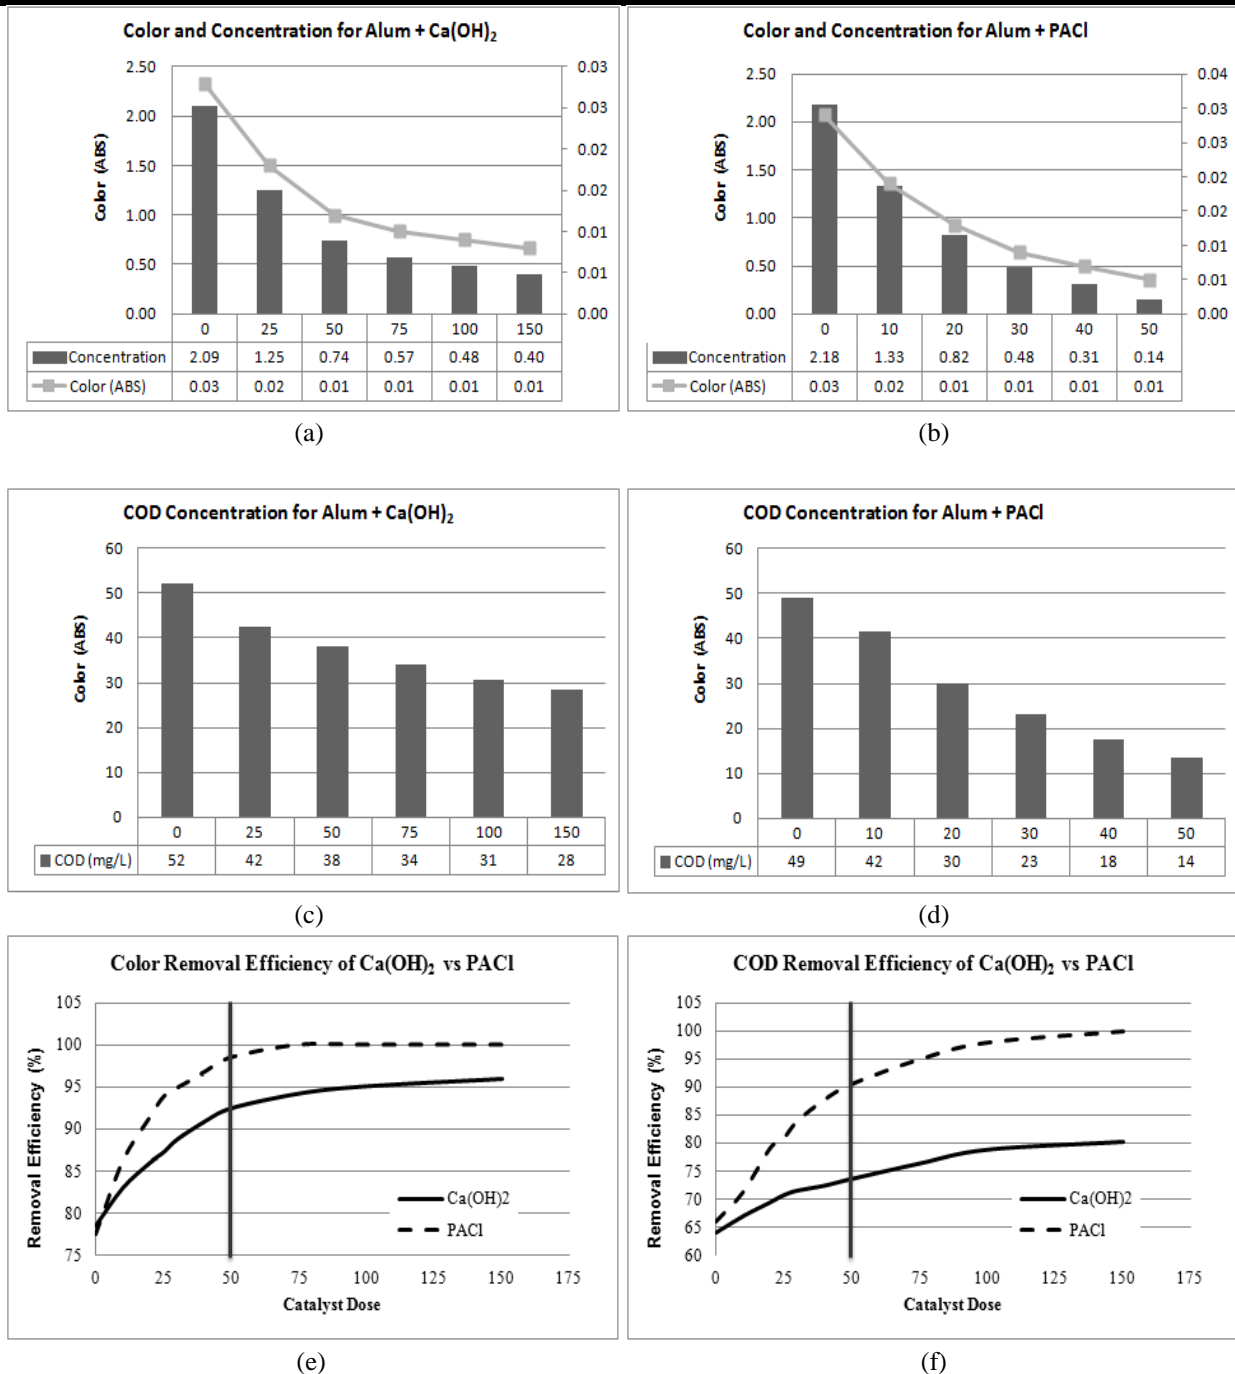 Color and Concentration for Alum + Ca(OH)₂
2.50
2.00
1.50
1.00
0.50
0.00
Color (ABS)
0.03
0.03
0.02
0.02
0.01
0.01
0.00
0 25 50 75 100 150
Concentration 2.09 1.25 0.74 0.57 0.48 0.40
Color (ABS) 0.03 0.02 0.01 0.01 0.01 0.01
(a)
Color and Concentration for Alum + PACl
2.50
2.00
1.50
1.00
0.50
0.00
Color (ABS)
0.04
0.03
0.03
0.02
0.02
0.01
0.01
0.00
0 10 20 30 40 50
Concentration 2.18 1.33 0.82 0.48 0.31 0.14
Color (ABS) 0.03 0.02 0.01 0.01 0.01 0.01
(b)
COD Concentration for Alum + Ca(OH)₂
60
50
40
30
20
10
0
Color (ABS)
0 25 50 75 100 150
COD (mg/L) 52 42 38 34 31 28
(c)
COD Concentration for Alum + PACl
60
50
40
30
20
10
0
Color (ABS)
0 10 20 30 40 50
COD (mg/L) 49 42 30 23 18 14
(d)
Color Removal Efficiency of Ca(OH)₂ vs PACl
105
100
95
90
85
80
75
Removal Efficiency (%)
Ca(OH)2
PACl
0 25 50 75 100 125 150 175
Catalyst Dose
(e)
COD Removal Efficiency of Ca(OH)₂ vs PACl
105
100
95
90
85
80
75
70
65
60
Removal Efficiency (%)
Ca(OH)2
PACl
0 25 50 75 100 125 150 175
Catalyst Dose
(f)